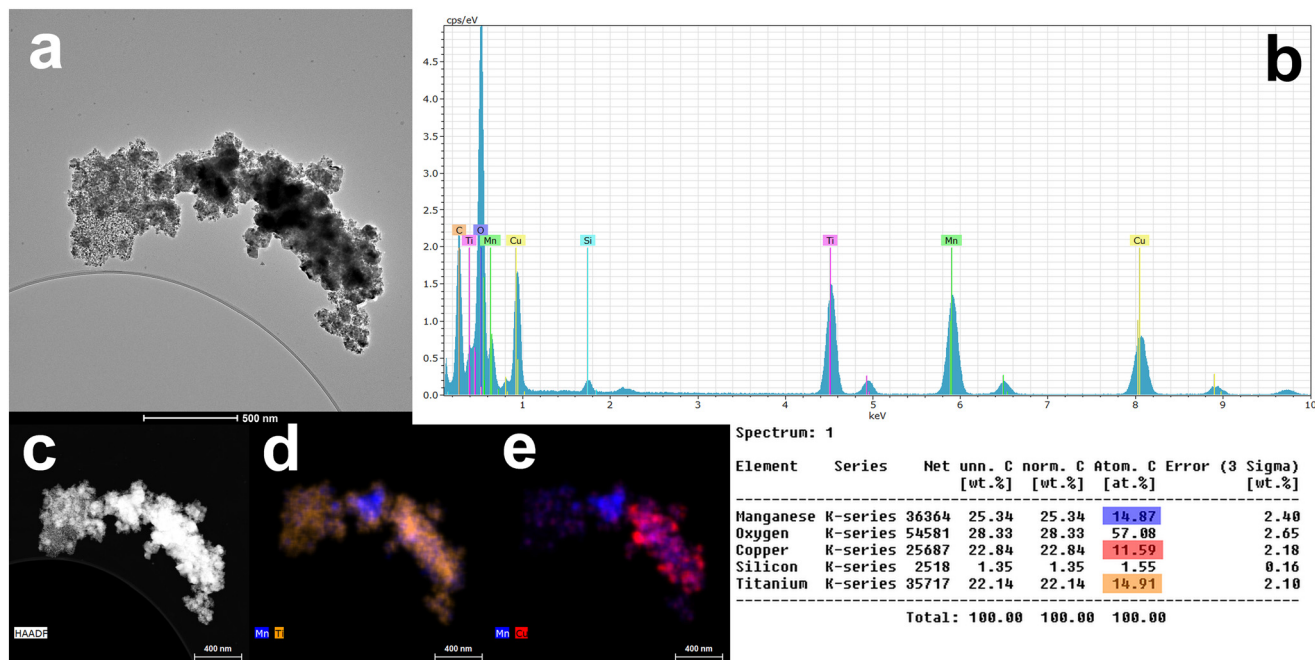 a
500 nm
b
cps/eV
4.5
4.0
3.5
3.0
2.5
2.0
1.5
1.0
0.5
0.0
C O
Ti Mn Cu Si Ti Mn Cu
1 2 3 4 5 6 7 8 9 10
keV
c
HAADF
400 nm
d
Mn Ti
400 nm
e
Mn Cu
400 nm
Spectrum: 1
Element Series Net unn. C norm. C Atom. C Error (3 Sigma)
[wt.%] [wt.%] [at.%] [wt.%]
Manganese K-series 36364 25.34 25.34 14.87 2.40
Oxygen K-series 54581 28.33 28.33 57.08 2.65
Copper K-series 25687 22.84 22.84 11.59 2.18
Silicon K-series 2518 1.35 1.35 1.55 0.16
Titanium K-series 35717 22.14 22.14 14.91 2.10
Total: 100.00 100.00 100.00